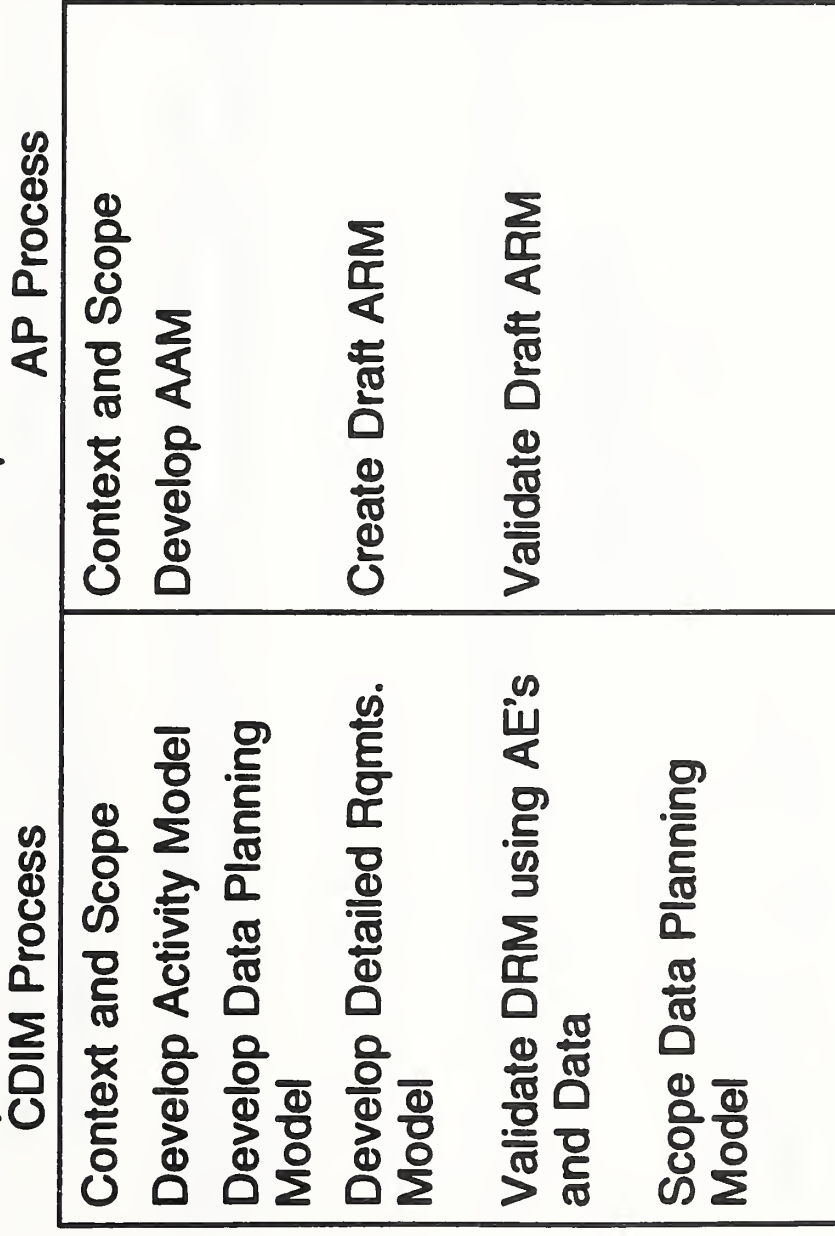 CDIM Process
AP Process
Context and Scope
Context and Scope
Develop Activity Model
Develop AAM
Develop Data Planning
Model
Develop Detailed Rqmts.
Model
Create Draft ARM
Validate DRM using AE's
and Data
Validate Draft ARM
Scope Data Planning
Model